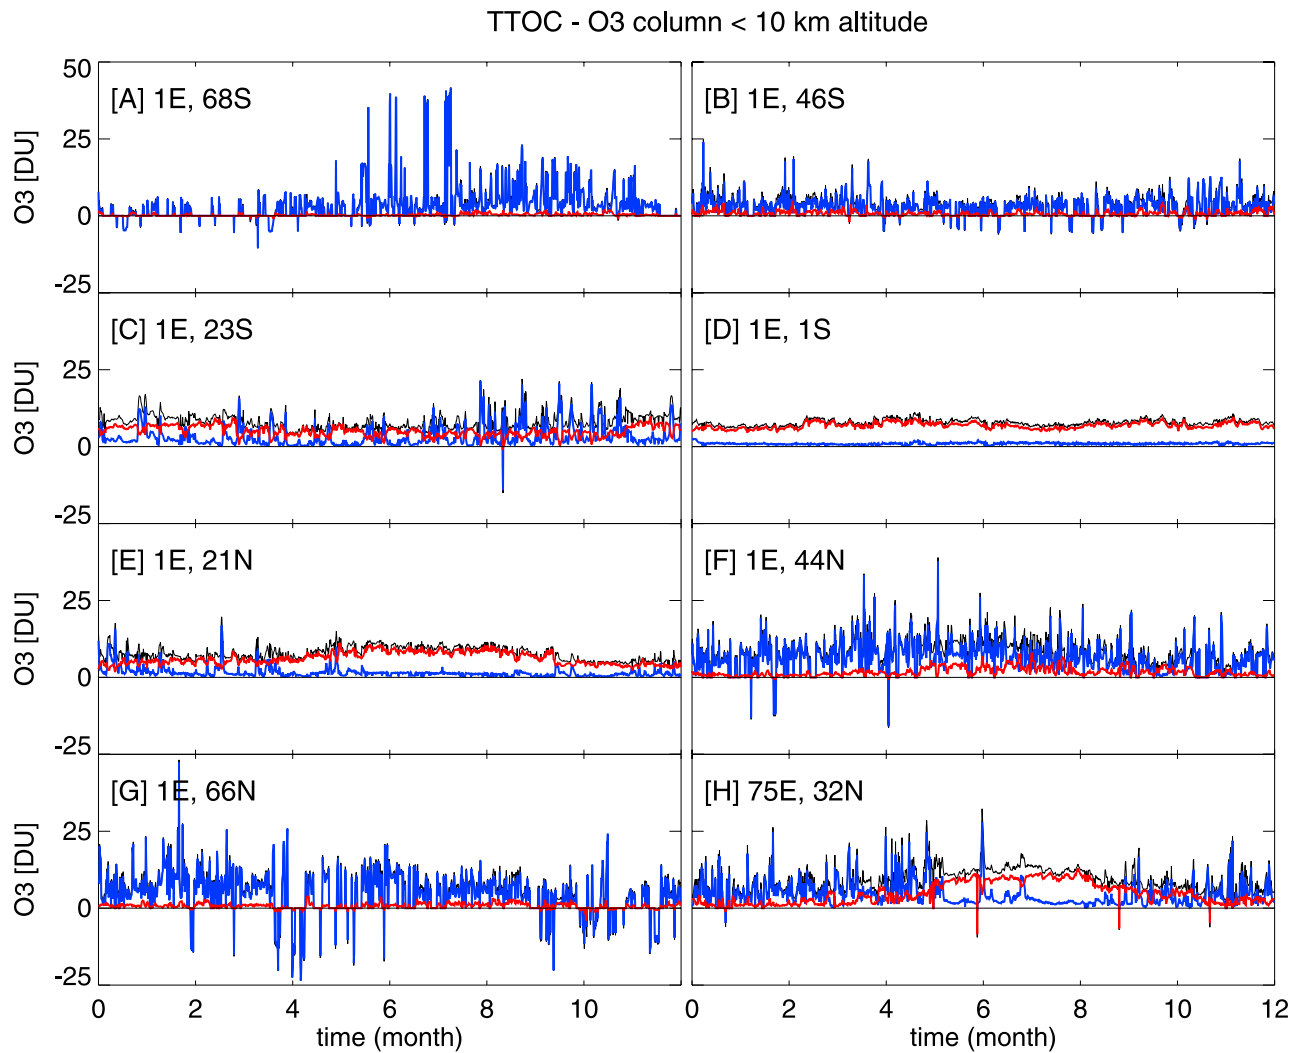 TTOC - O3 column < 10 km altitude
50
[A] 1E, 68S
[B] 1E, 46S
25
O3 [DU]
0
-25
[C] 1E, 23S
[D] 1E, 1S
25
O3 [DU]
0
-25
[E] 1E, 21N
[F] 1E, 44N
25
O3 [DU]
0
-25
[G] 1E, 66N
[H] 75E, 32N
25
O3 [DU]
0
-25
0 2 4 6 8 10 0 2 4 6 8 10 12
time (month)
time (month)